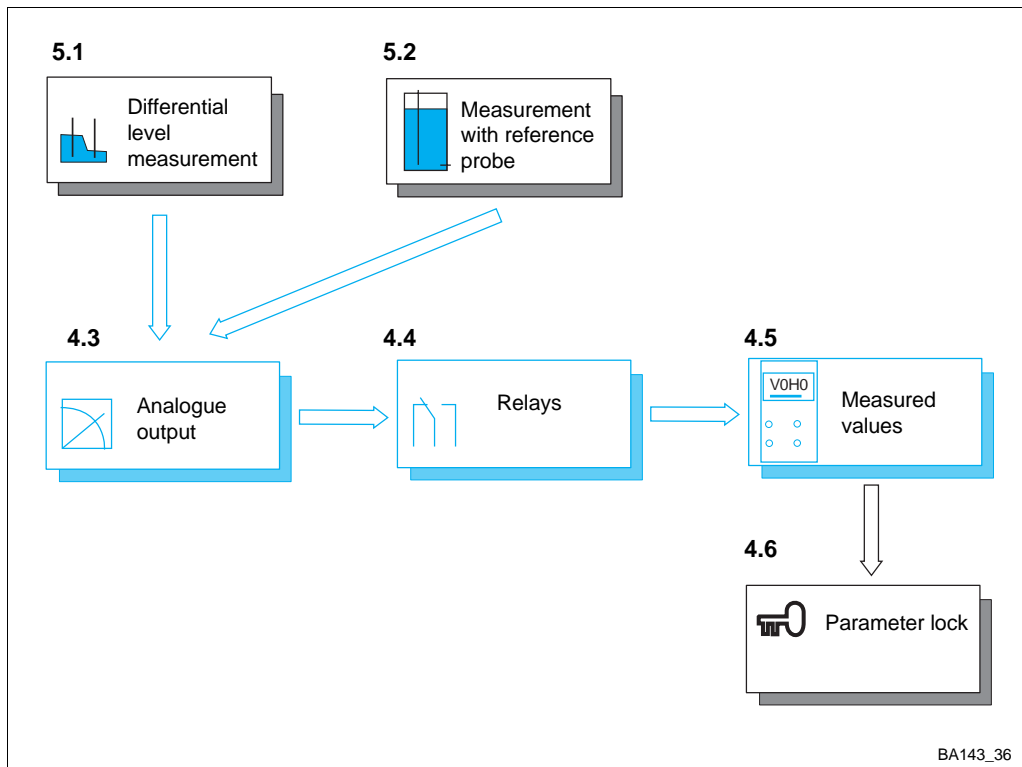 5.1
Differential
level
measurement
5.2
Measurement
with reference
probe
4.3
Analogue
output
4.4
Relays
4.5
V0H0
Measured
values
4.6
Parameter lock
BA143_36